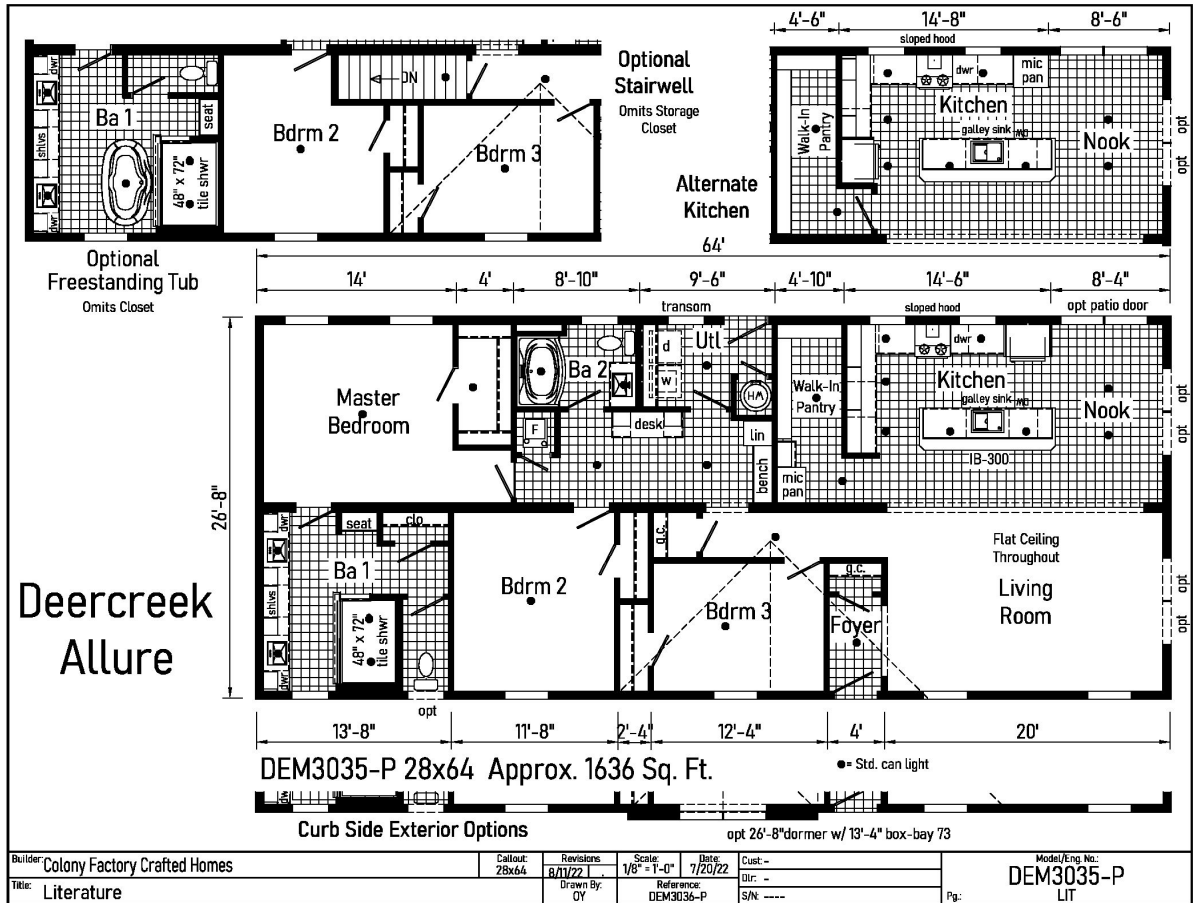 4'-6" 14'-8" 8'-6"
sloped hood
dwr
Ba 1
seat
shlvs
48" x 72"
tile shwr
dwr
DN
Bdrm 2
Bdrm 3
Optional
Stairwell
Omits Storage
Closet
Alternate
Kitchen
Walk-In
Pantry
dwr
mic
pan
Kitchen
galley sink
DW
Nook
opt
opt
Optional
Freestanding Tub
Omits Closet
64'
14' 4' 8'-10" 9'-6" 4'-10" 14'-6" 8'-4"
transom
sloped hood
opt patio door
26'-8"
Master
Bedroom
Ba 2
d
w
Utl
HW
F
desk
lin
bench
Walk-In
Pantry
mic
pan
dwr
Kitchen
galley sink
DW
IB-300
Nook
opt
opt
dwr
seat
clo
Ba 1
shlvs
48" x 72"
tile shwr
dwr
opt
Bdrm 2
g.c.
Bdrm 3
g.c.
Foyer
Flat Ceiling
Throughout
Living
Room
opt
opt
Deercreek
Allure
13'-8" 11'-8" 2'-4" 12'-4" 4' 20'
DEM3035-P 28x64 Approx. 1636 Sq. Ft.
= Std. can light
Curb Side Exterior Options
opt 26'-8"dormer w/ 13'-4" box-bay 73
Builder: Colony Factory Crafted Homes
Callout:
28x64
Revisions
8/11/22
Scale:
1/8" = 1'-0"
Date:
7/20/22
Cust: -
Dlr: -
S/N: ----
Model/Eng. No.:
DEM3035-P
Title: Literature
Drawn By:
OY
Reference:
DEM3036-P
Pg.: LIT